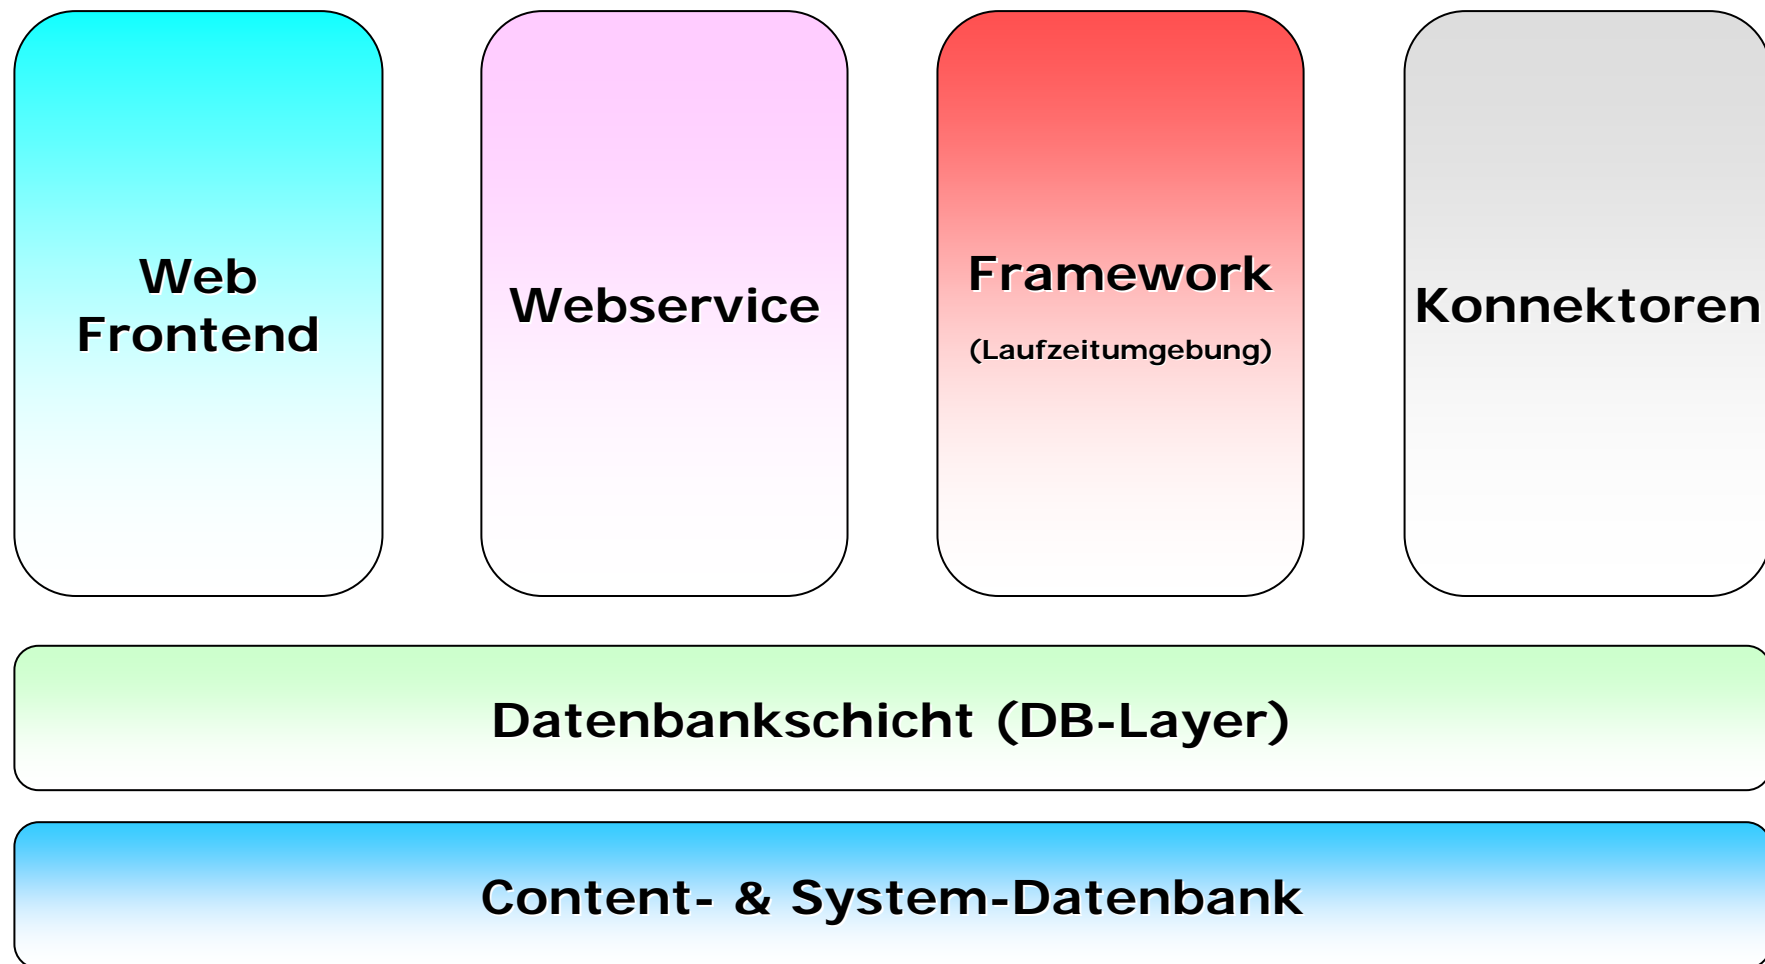 Web
Frontend
Webservice
Framework
(Laufzeitumgebung)
Konnektoren
Datenbankschicht (DB-Layer)
Content- & System-Datenbank